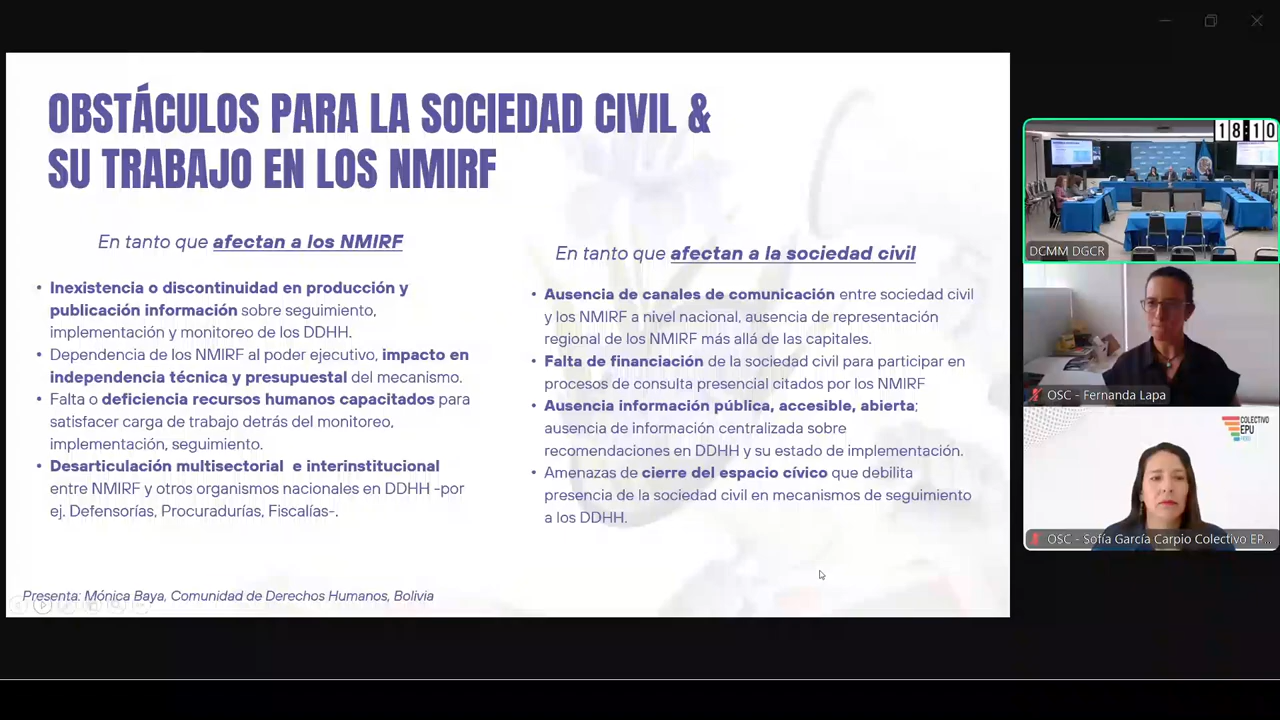 OBSTÁCULOS PARA LA SOCIEDAD CIVIL &
SU TRABAJO EN LOS NMIRF
En tanto que afectan a los NMIRF
• Inexistencia o discontinuidad en producción y
publicación información sobre seguimiento,
implementación y monitoreo de los DDHH.
• Dependencia de los NMIRF al poder ejecutivo, impacto en
independencia técnica y presupuestal del mecanismo.
• Falta o deficiencia recursos humanos capacitados para
satisfacer carga de trabajo detrás del monitoreo,
implementación, seguimiento.
• Desarticulación multisectorial e interinstitucional
entre NMIRF y otros organismos nacionales en DDHH -por
ej. Defensorías, Procuradurías, Fiscalías-.
En tanto que afectan a la sociedad civil
• Ausencia de canales de comunicación entre sociedad civil
y los NMIRF a nivel nacional, ausencia de representación
regional de los NMIRF más allá de las capitales.
• Falta de financiación de la sociedad civil para participar en
procesos de consulta presencial citados por los NMIRF
• Ausencia información pública, accesible, abierta;
ausencia de información centralizada sobre
recomendaciones en DDHH y su estado de implementación.
• Amenazas de cierre del espacio cívico que debilita
presencia de la sociedad civil en mecanismos de seguimiento
a los DDHH.
Presenta: Mónica Baya, Comunidad de Derechos Humanos, Bolivia
18:10
DCMM DGCR
OSC - Fernanda Lapa
COLECTIVO
EPU
OSC - Sofía García Carpio Colectivo EP...